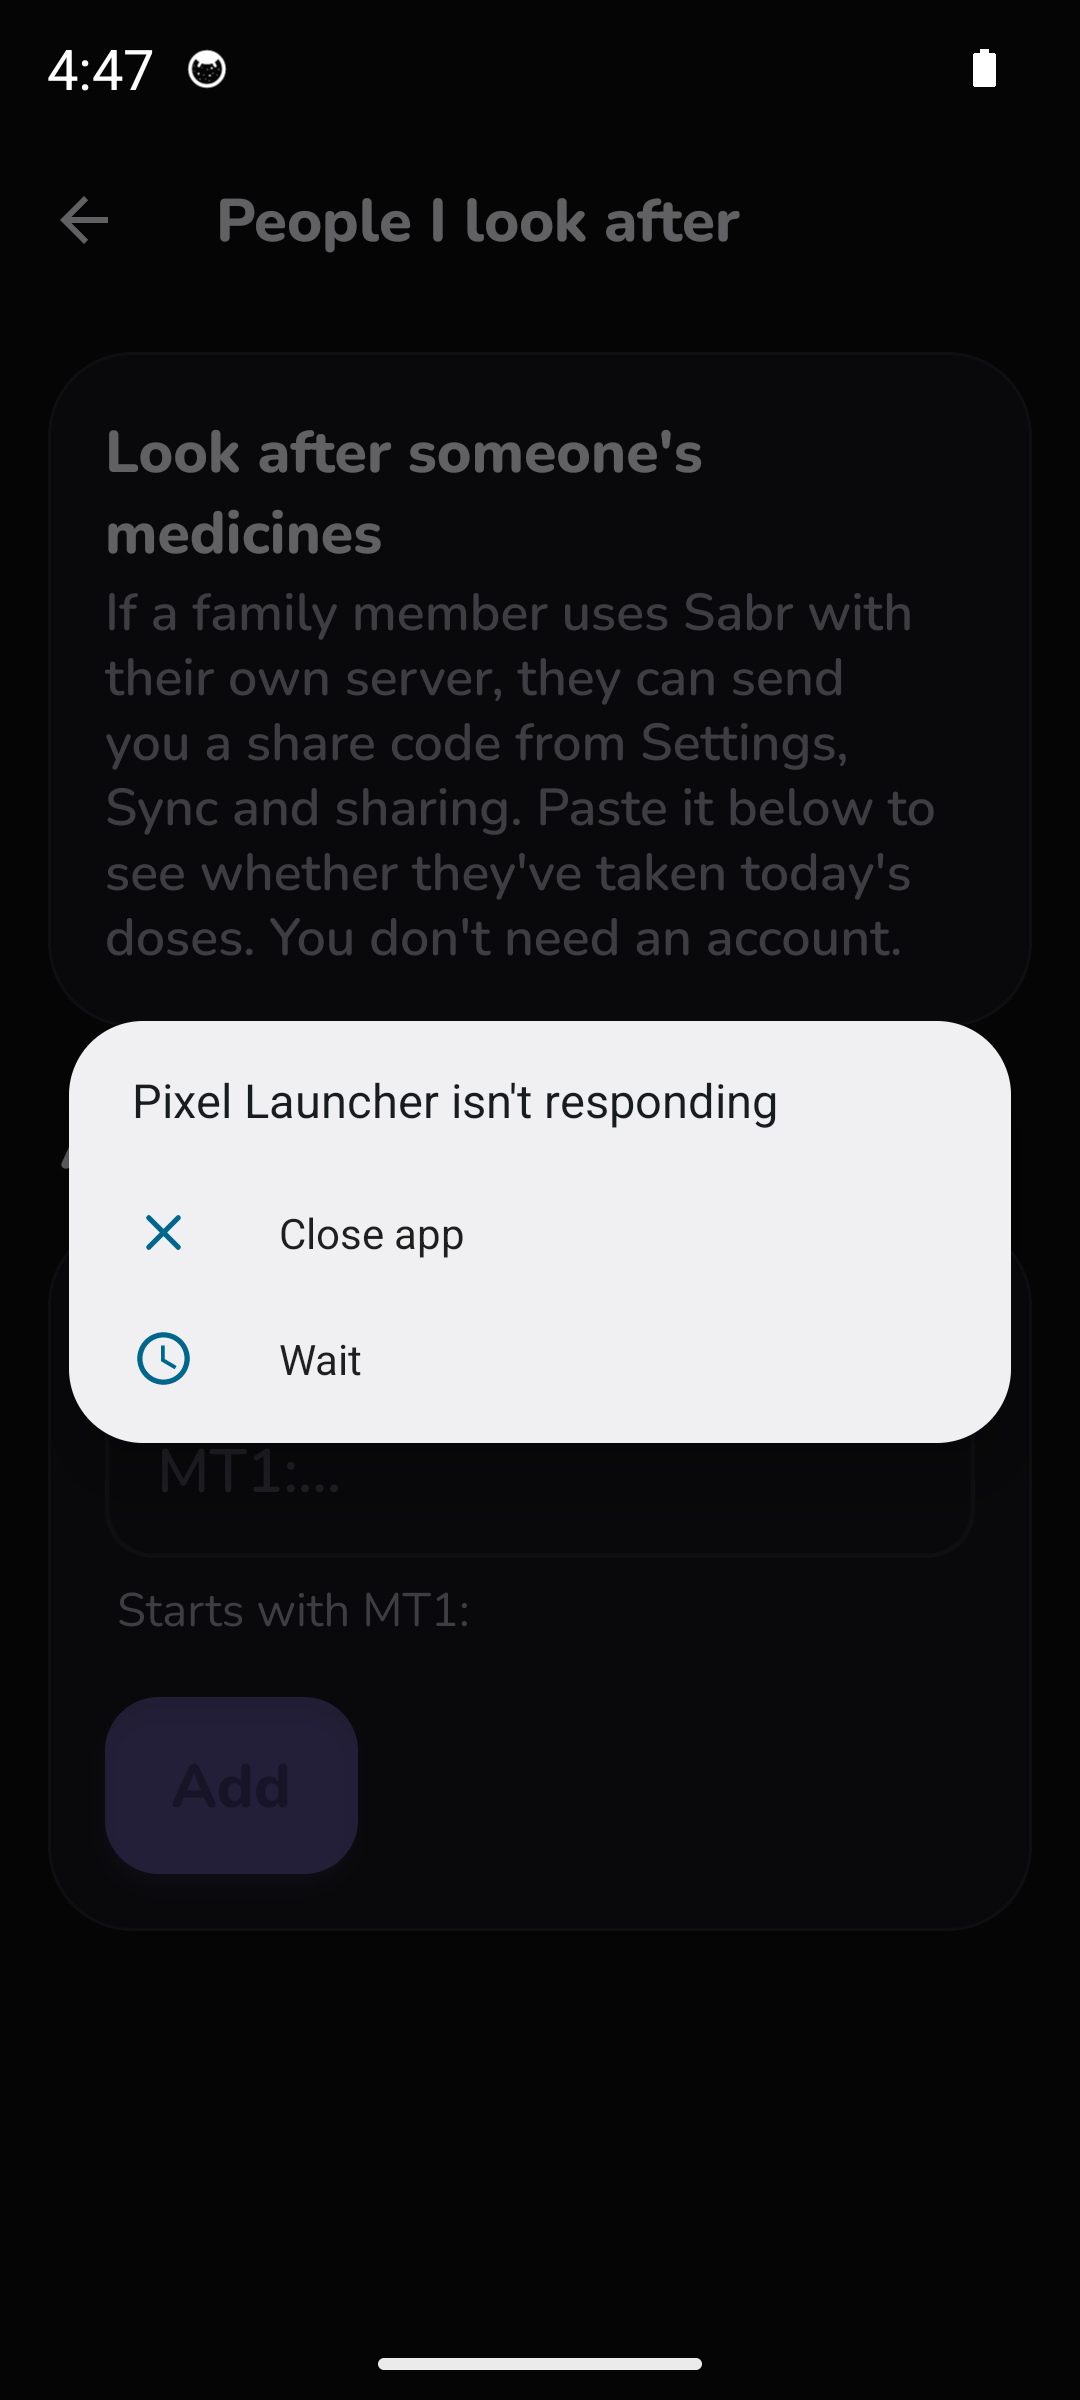 4:47
People I look after
Look after someone's
medicines
If a family member uses Sabr with
their own server, they can send
you a share code from Settings,
Sync and sharing. Paste it below to
see whether they've taken today's
doses. You don't need an account.
Pixel Launcher isn't responding
Close app
Wait
MT1:...
Starts with MT1:
Add